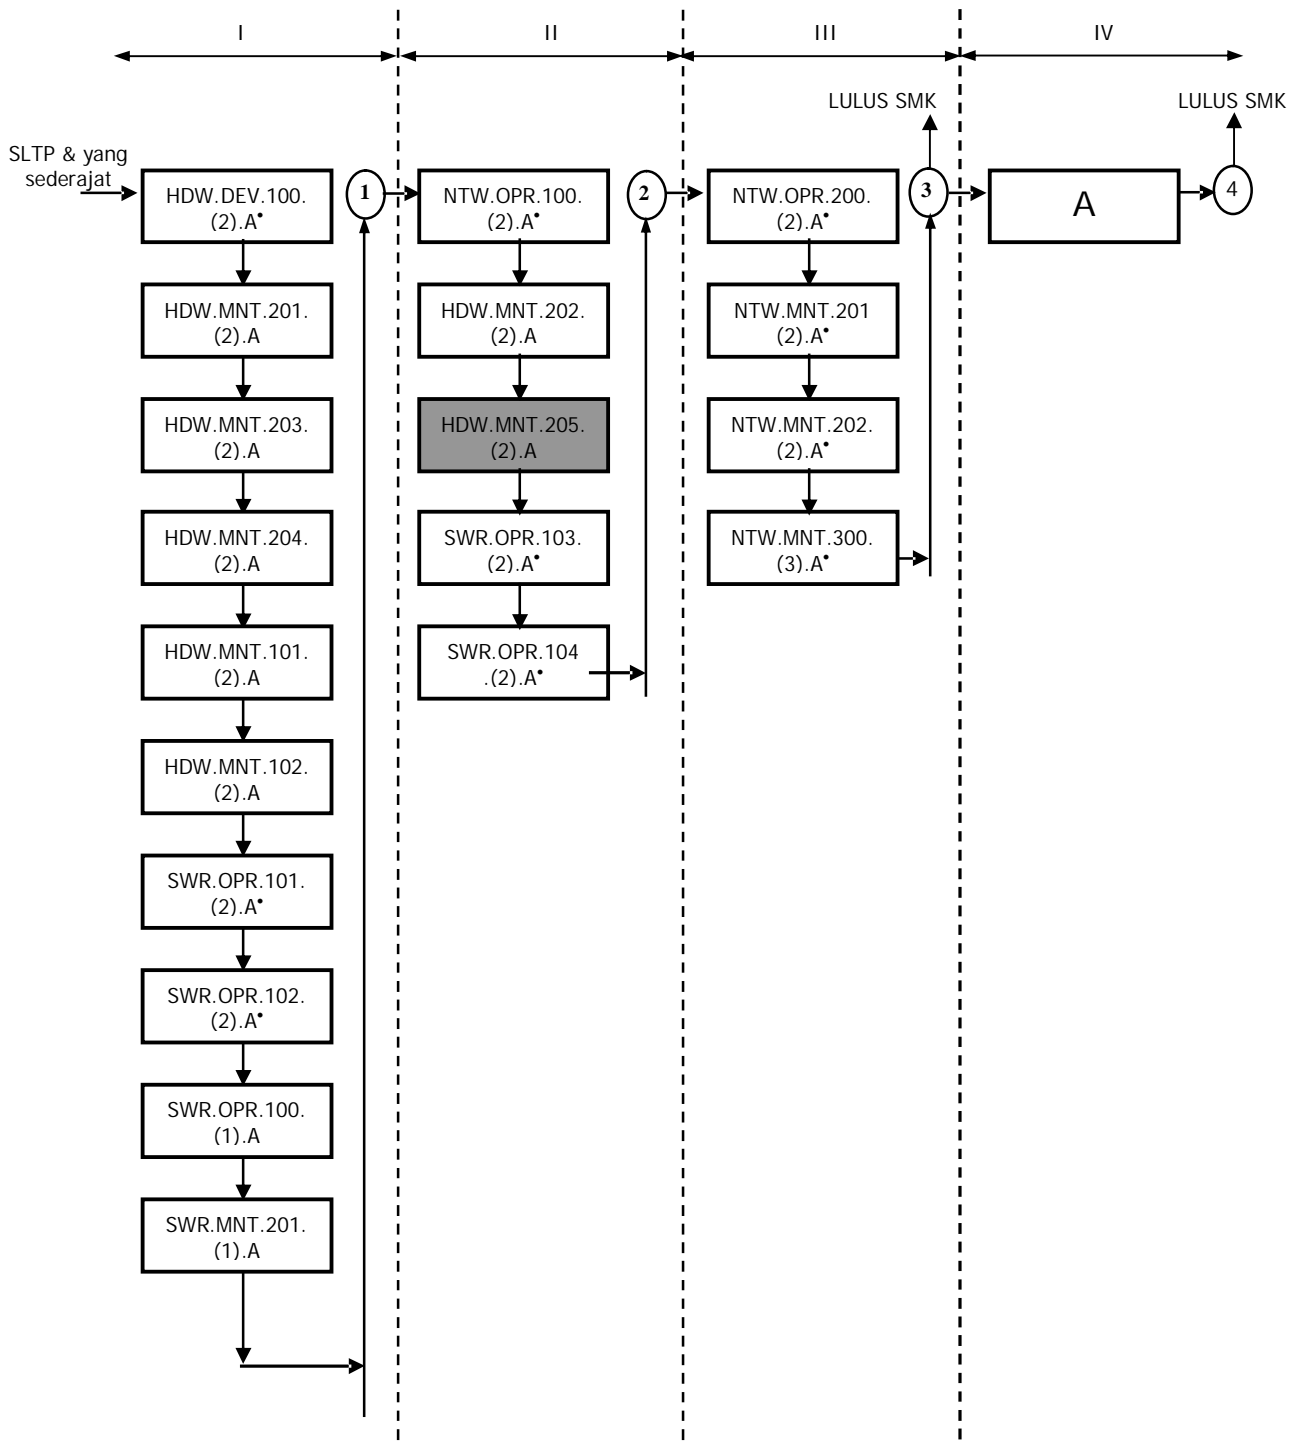 I
II
III
IV
LULUS SMK
LULUS SMK
SLTP & yang
sederajat
HDW.DEV.100.
(2).A•
HDW.MNT.201.
(2).A
HDW.MNT.203.
(2).A
HDW.MNT.204.
(2).A
HDW.MNT.101.
(2).A
HDW.MNT.102.
(2).A
SWR.OPR.101.
(2).A•
SWR.OPR.102.
(2).A•
SWR.OPR.100.
(1).A
SWR.MNT.201.
(1).A
1
NTW.OPR.100.
(2).A•
HDW.MNT.202.
(2).A
HDW.MNT.205.
(2).A
SWR.OPR.103.
(2).A•
SWR.OPR.104
.(2).A•
2
NTW.OPR.200.
(2).A•
NTW.MNT.201
(2).A•
NTW.MNT.202.
(2).A•
NTW.MNT.300.
(3).A•
3
A
4